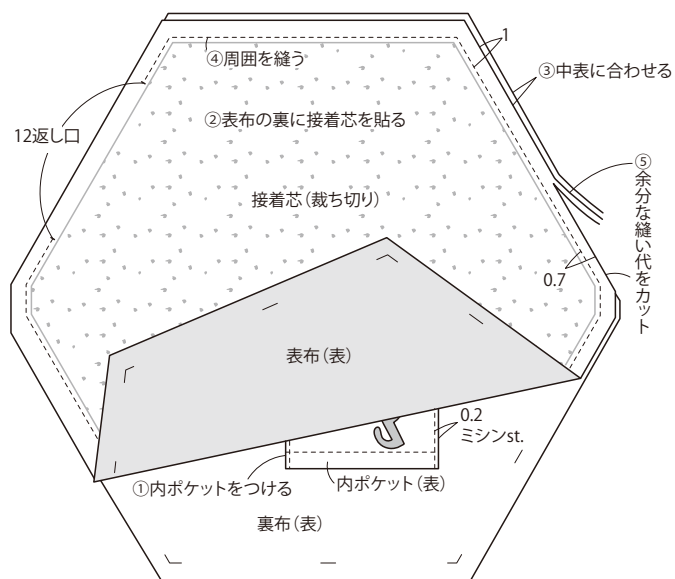 1
④周囲を縫う
③中表に合わせる
②表布の裏に接着芯を貼る
12返し口
⑤余分な縫い代をカット
接着芯(裁ち切り)
0.7
表布(表)
0.2
ミシンst.
①内ポケットをつける
内ポケット(表)
裏布(表)